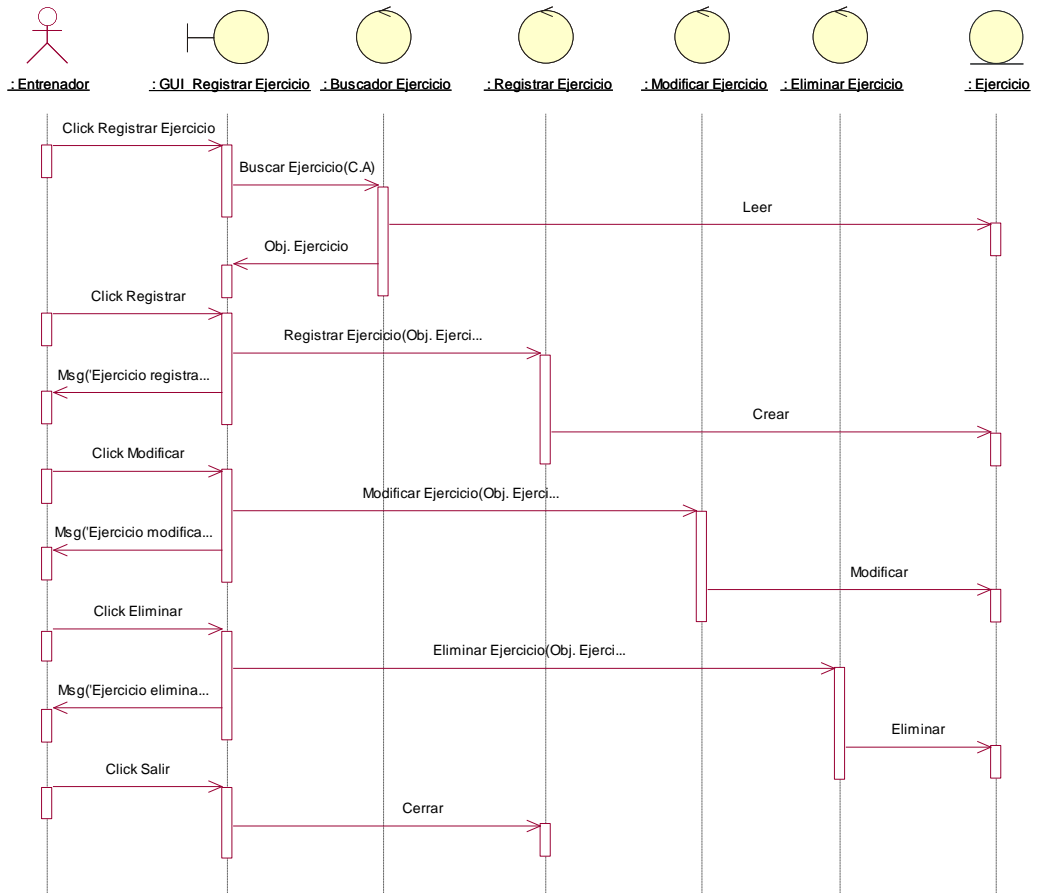 : Entrenador
: GUI_Registrar Ejercicio
: Buscador Ejercicio
: Registrar Ejercicio
: Modificar Ejercicio
: Eliminar Ejercicio
: Ejercicio
Click Registrar Ejercicio
Buscar Ejercicio(C.A)
Leer
Obj. Ejercicio
Click Registrar
Registrar Ejercicio(Obj. Ejerci...
Msg('Ejercicio registra...
Crear
Click Modificar
Modificar Ejercicio(Obj. Ejerci...
Msg('Ejercicio modifica...
Modificar
Click Eliminar
Eliminar Ejercicio(Obj. Ejerci...
Msg('Ejercicio elimina...
Eliminar
Click Salir
Cerrar